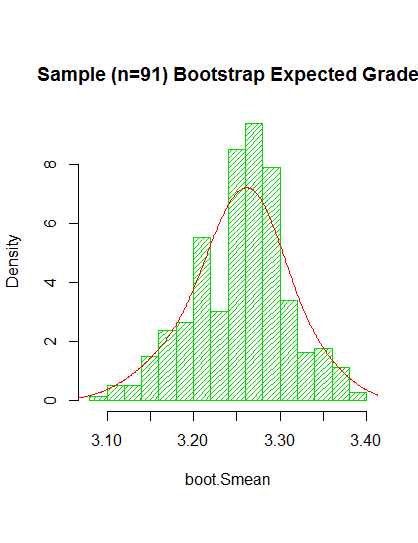 Sample (n=91) Bootstrap Expected Grade
Density
8
6
4
2
0
3.10 3.20 3.30 3.40
boot.Smean